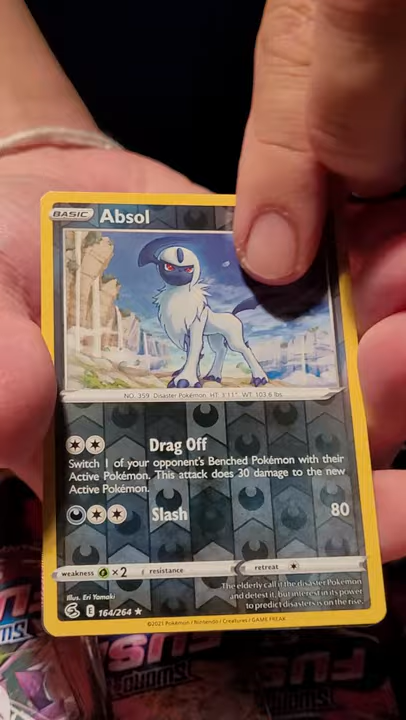 BASIC Absol
NO. 359 Disaster Pokémon HT: 3'11" WT: 103.6 lbs.
Drag Off
Switch 1 of your opponent's Benched Pokémon with their
Active Pokémon. This attack does 30 damage to the new
Active Pokémon.
Slash 80
weakness ×2 resistance retreat
Illus. Eri Yamaki
The elderly call it the disaster Pokémon
and detest it, but interest in its power
to predict disasters is on the rise.
E 164/264 ★
©2021 Pokémon / Nintendo / Creatures / GAME FREAK